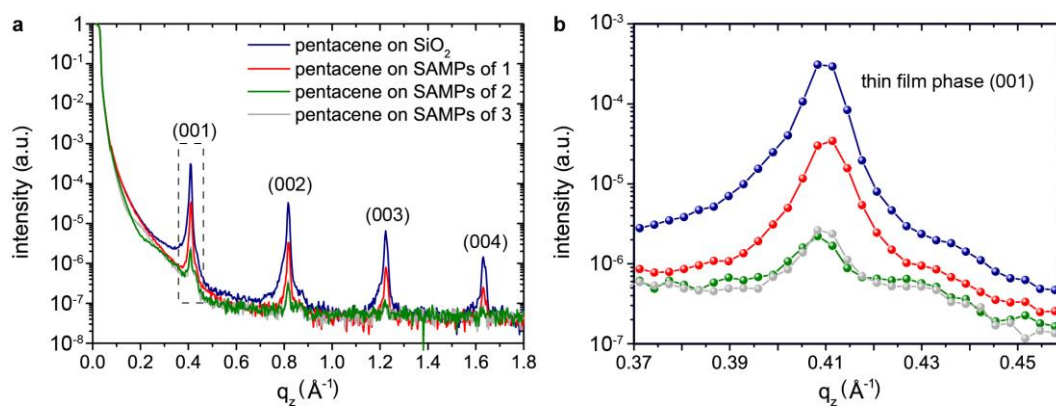 a
intensity (a.u.)
1
10⁻¹
10⁻²
10⁻³
10⁻⁴
10⁻⁵
10⁻⁶
10⁻⁷
10⁻⁸
pentacene on SiO₂
pentacene on SAMPs of 1
pentacene on SAMPs of 2
pentacene on SAMPs of 3
(001)
(002)
(003)
(004)
0.0 0.2 0.4 0.6 0.8 1.0 1.2 1.4 1.6 1.8
q_z (Å⁻¹)
b
intensity (a.u.)
10⁻³
10⁻⁴
10⁻⁵
10⁻⁶
10⁻⁷
thin film phase (001)
0.37 0.39 0.41 0.43 0.45
q_z (Å⁻¹)